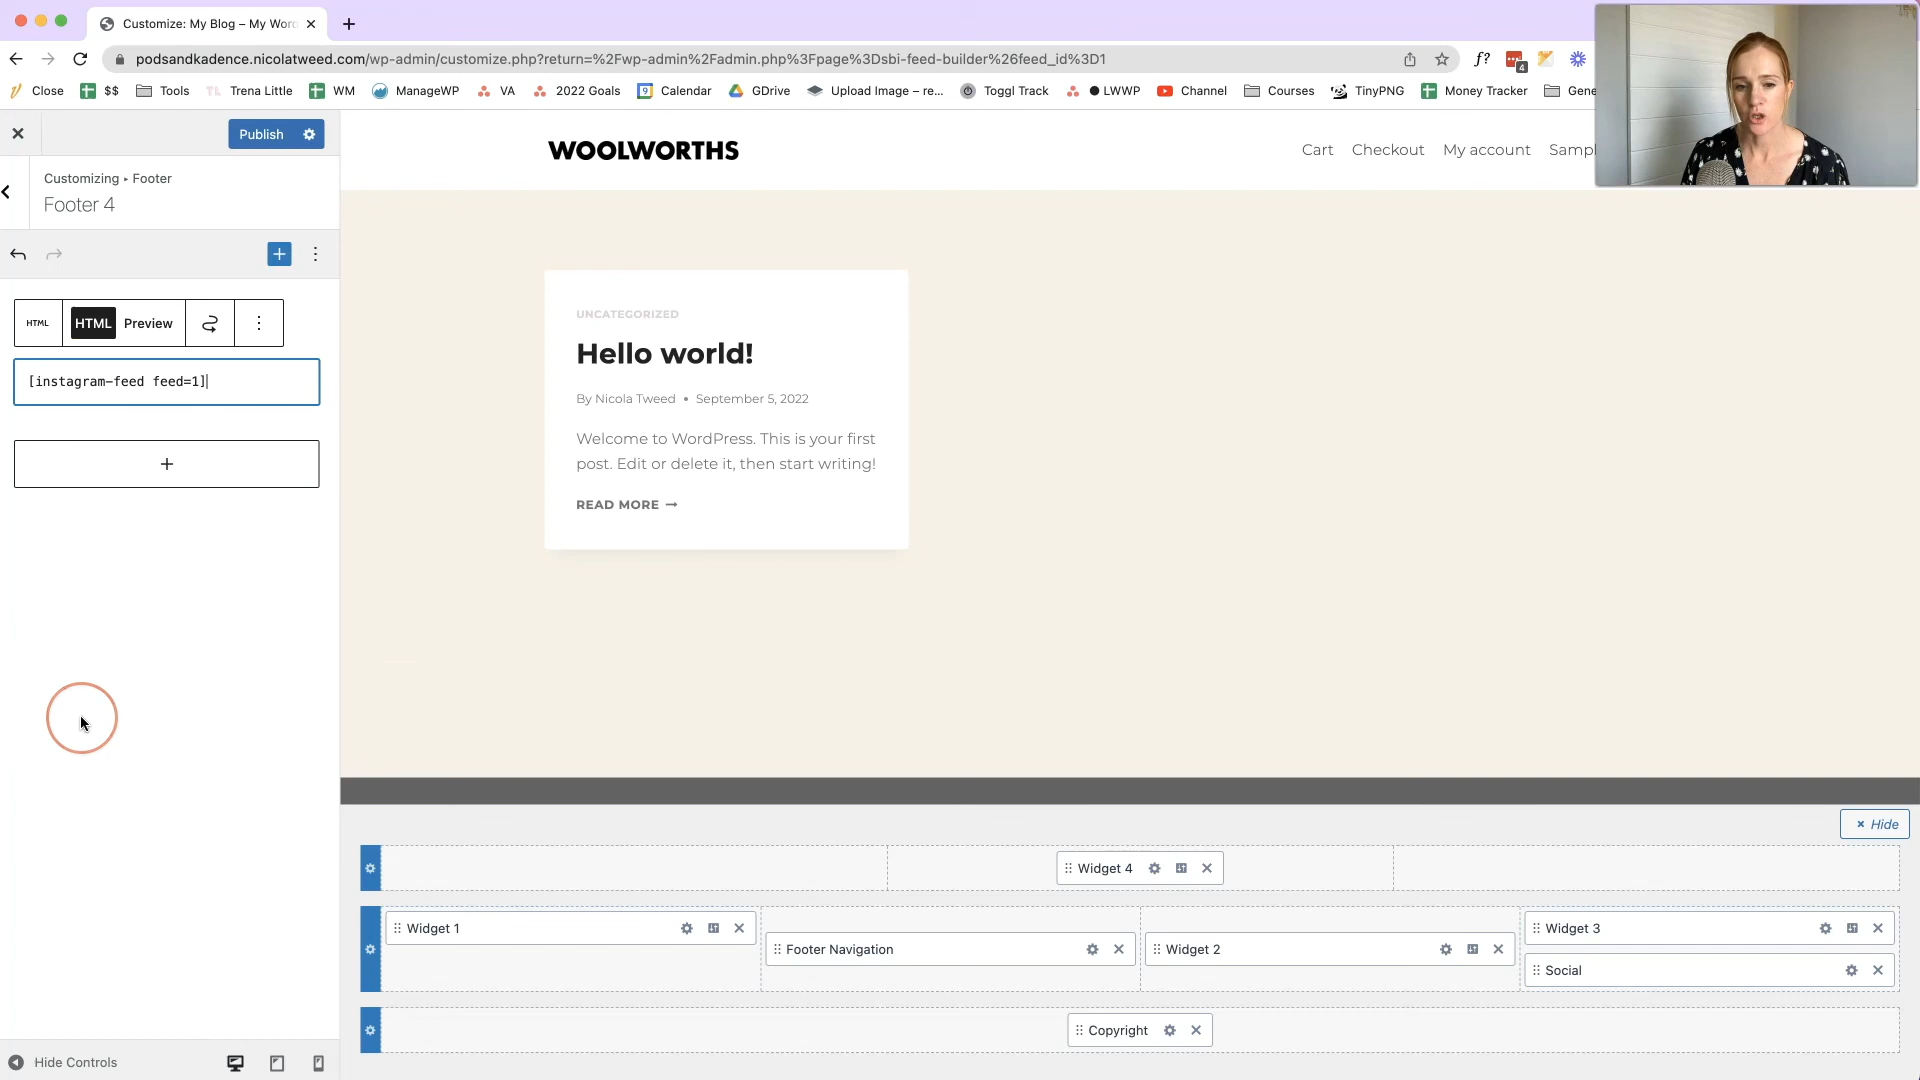 Customize: My Blog – My Word
podsandkadence.nicolatweed.com/wp-admin/customize.php?return=%2Fwp-admin%2Fadmin.php%3Fpage%3Dsbi-feed-builder%26feed_id%3D1
f?
4
Close
$$
Tools
TL Trena Little
WM
ManageWP
VA
2022 Goals
9 Calendar
GDrive
Upload Image – re...
Toggl Track
LWWP
Channel
Courses
TinyPNG
Money Tracker
Gene
Publish
Customizing ▸ Footer
Footer 4
HTML
HTML
Preview
[instagram-feed feed=1]
Hide Controls
WOOLWORTHS
Cart
Checkout
My account
Sampl
UNCATEGORIZED
Hello world!
By Nicola Tweed • September 5, 2022
Welcome to WordPress. This is your first
post. Edit or delete it, then start writing!
READ MORE →
× Hide
Widget 4
Widget 1
Footer Navigation
Widget 2
Widget 3
Social
Copyright